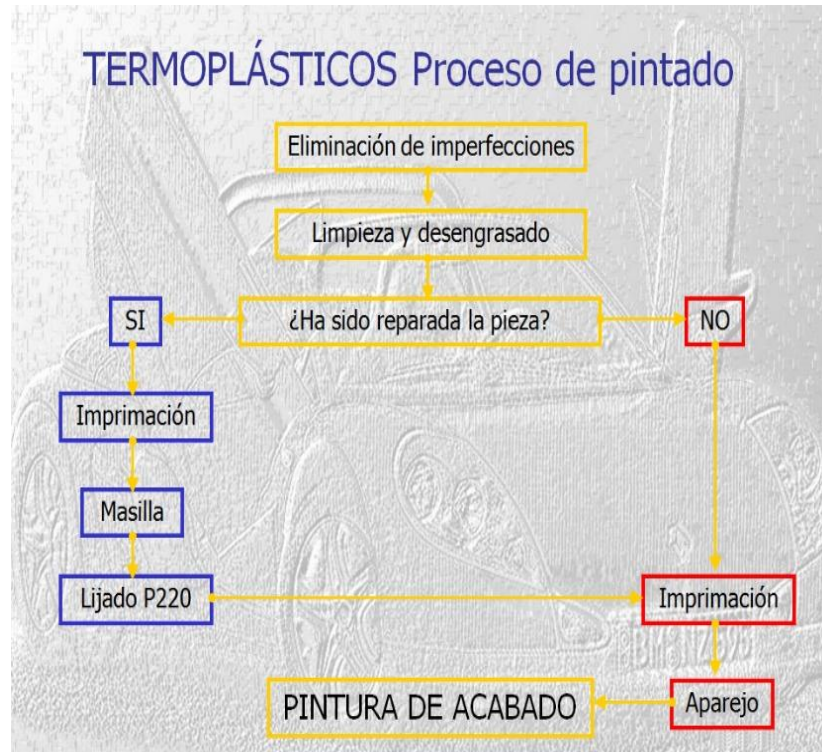 TERMOPLÁSTICOS Proceso de pintado
Eliminación de imperfecciones
Limpieza y desengrasado
SI
¿Ha sido reparada la pieza?
NO
Imprimación
Masilla
Lijado P220
Imprimación
PINTURA DE ACABADO
Aparejo